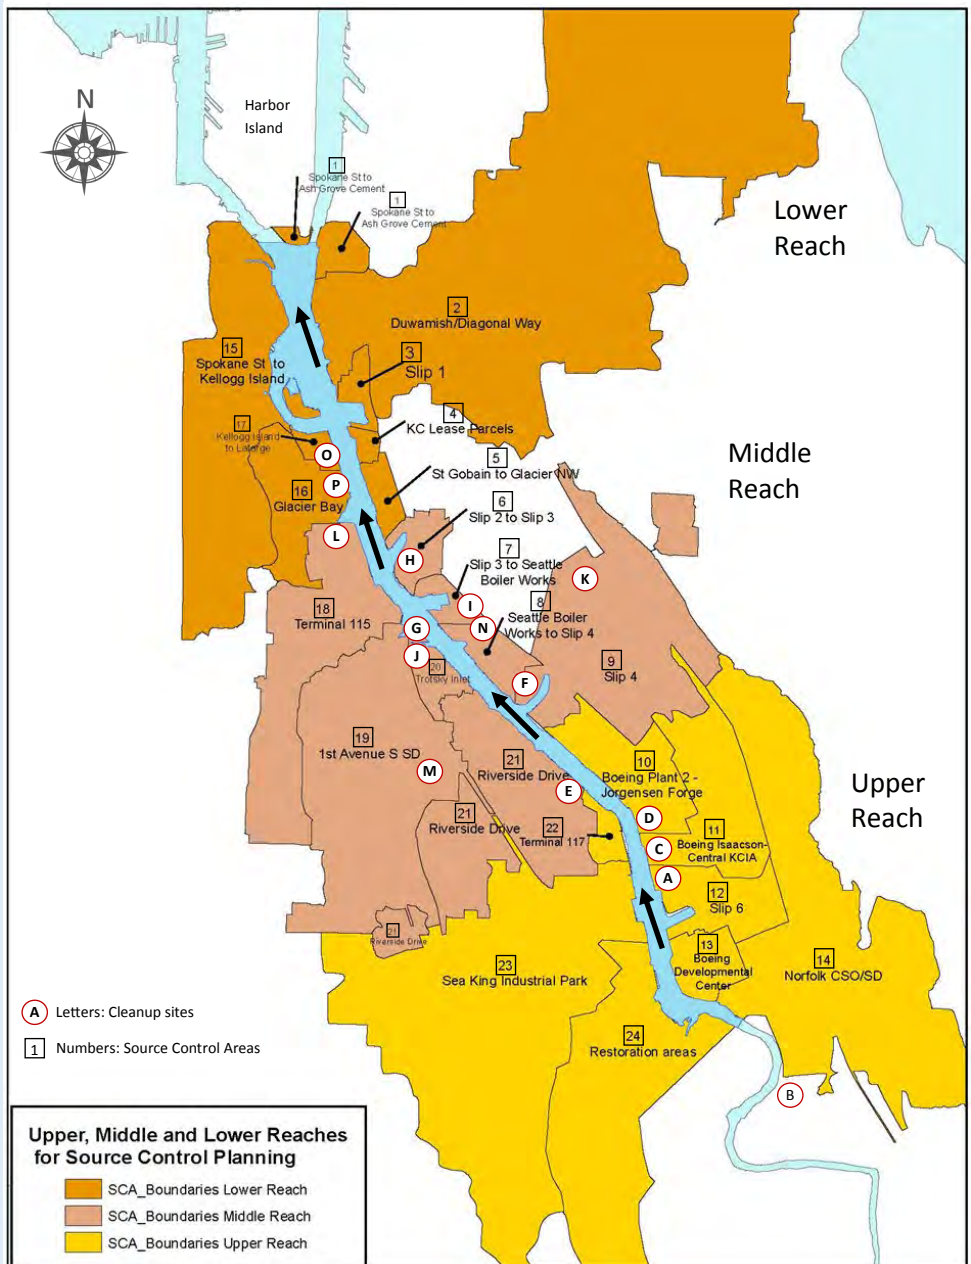 N
Harbor
Island
1
Spokane St to
Ash Grove Cement
1
Spokane St to
Ash Grove Cement
Lower
Reach
2
Duwamish/Diagonal Way
15
Spokane St to
Kellogg Island
3
Slip 1
4
KC Lease Parcels
17
Kellogg Island
to Lafarge
O
Middle
Reach
5
St Gobain to Glacier NW
P
16
Glacier Bay
6
Slip 2 to Slip 3
L
H
7
Slip 3 to Seattle
Boiler Works
K
8
Seattle Boiler
Works to Slip 4
I
18
Terminal 115
G
N
J
20
Trotsky Inlet
9
Slip 4
F
19
1st Avenue S SD
M
21
Riverside Drive
E
10
Boeing Plant 2 -
Jorgensen Forge
Upper
Reach
21
Riverside Drive
22
Terminal 117
D
11
Boeing Isaacson-
Central KCIA
C
A
12
Slip 6
21
Riverside Drive
13
Boeing
Developmental
Center
14
Norfolk CSO/SD
23
Sea King Industrial Park
24
Restoration areas
B
A Letters: Cleanup sites
1 Numbers: Source Control Areas
Upper, Middle and Lower Reaches
for Source Control Planning
SCA_Boundaries Lower Reach
SCA_Boundaries Middle Reach
SCA_Boundaries Upper Reach